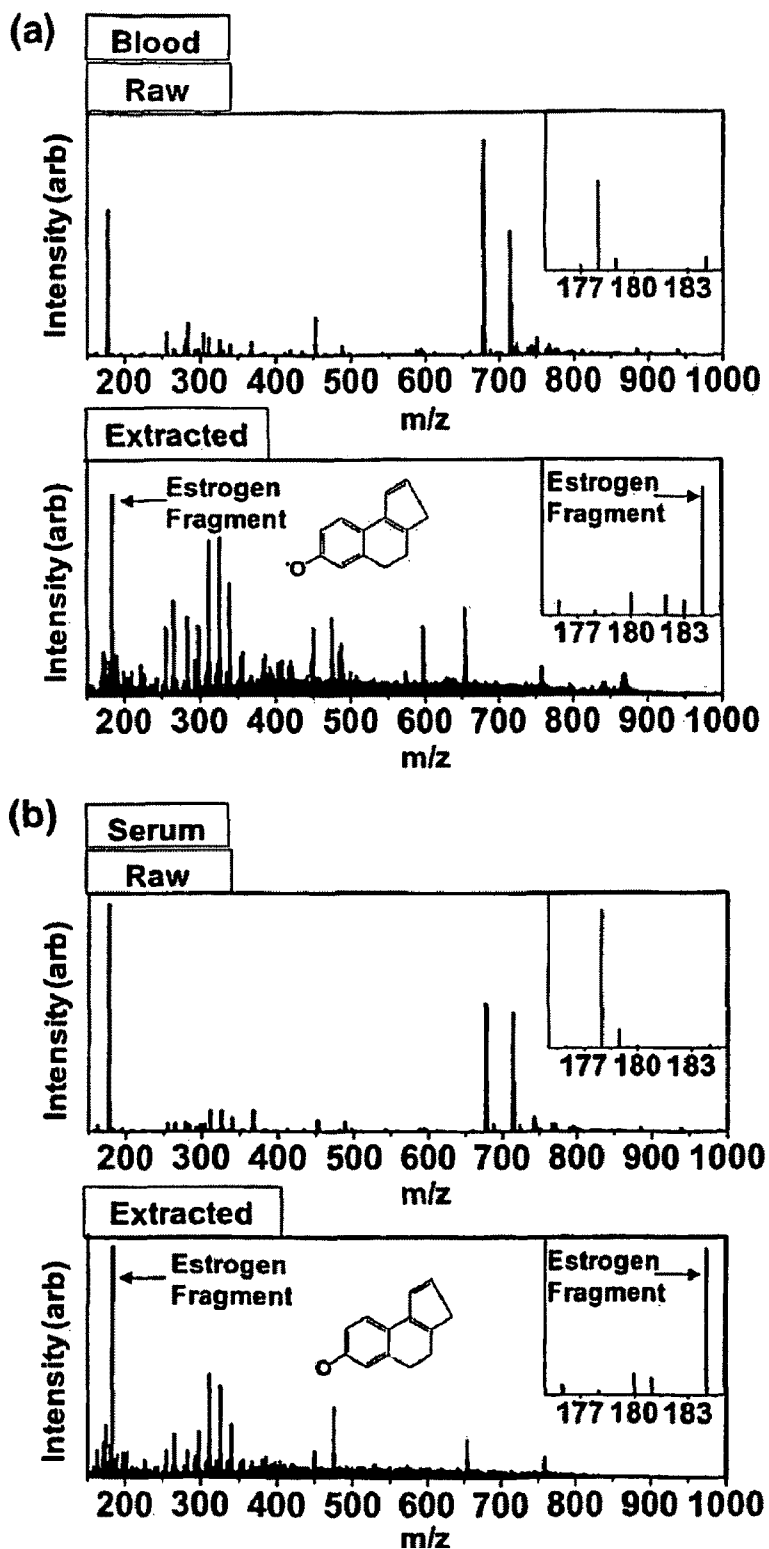 (a)
Blood
Raw
Intensity (arb)
177 180 183
200 300 400 500 600 700 800 900 1000
m/z
Extracted
Intensity (arb)
Estrogen
Fragment
·O
Estrogen
Fragment
177 180 183
200 300 400 500 600 700 800 900 1000
m/z
(b)
Serum
Raw
Intensity (arb)
177 180 183
200 300 400 500 600 700 800 900 1000
m/z
Extracted
Intensity (arb)
Estrogen
Fragment
O
Estrogen
Fragment
177 180 183
200 300 400 500 600 700 800 900 1000
m/z